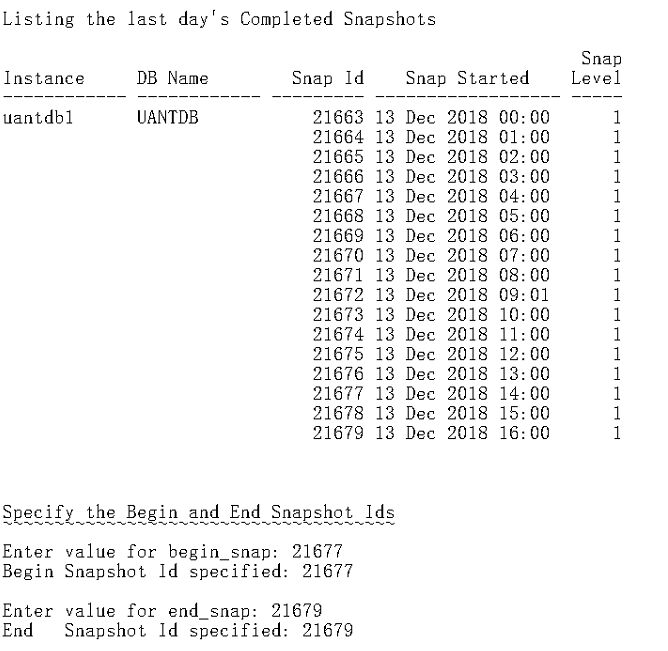 Listing the last day's Completed Snapshots
Snap
Instance     DB Name        Snap Id    Snap Started    Level
------------ ------------ --------- ------------------ -----
uantdb1      UANTDB           21663 13 Dec 2018 00:00      1
21664 13 Dec 2018 01:00      1
21665 13 Dec 2018 02:00      1
21666 13 Dec 2018 03:00      1
21667 13 Dec 2018 04:00      1
21668 13 Dec 2018 05:00      1
21669 13 Dec 2018 06:00      1
21670 13 Dec 2018 07:00      1
21671 13 Dec 2018 08:00      1
21672 13 Dec 2018 09:01      1
21673 13 Dec 2018 10:00      1
21674 13 Dec 2018 11:00      1
21675 13 Dec 2018 12:00      1
21676 13 Dec 2018 13:00      1
21677 13 Dec 2018 14:00      1
21678 13 Dec 2018 15:00      1
21679 13 Dec 2018 16:00      1
Specify the Begin and End Snapshot Ids
~~~~~~~~~~~~~~~~~~~~~~~~~~~~~~~~~~~~~~
Enter value for begin_snap: 21677
Begin Snapshot Id specified: 21677
Enter value for end_snap: 21679
End   Snapshot Id specified: 21679